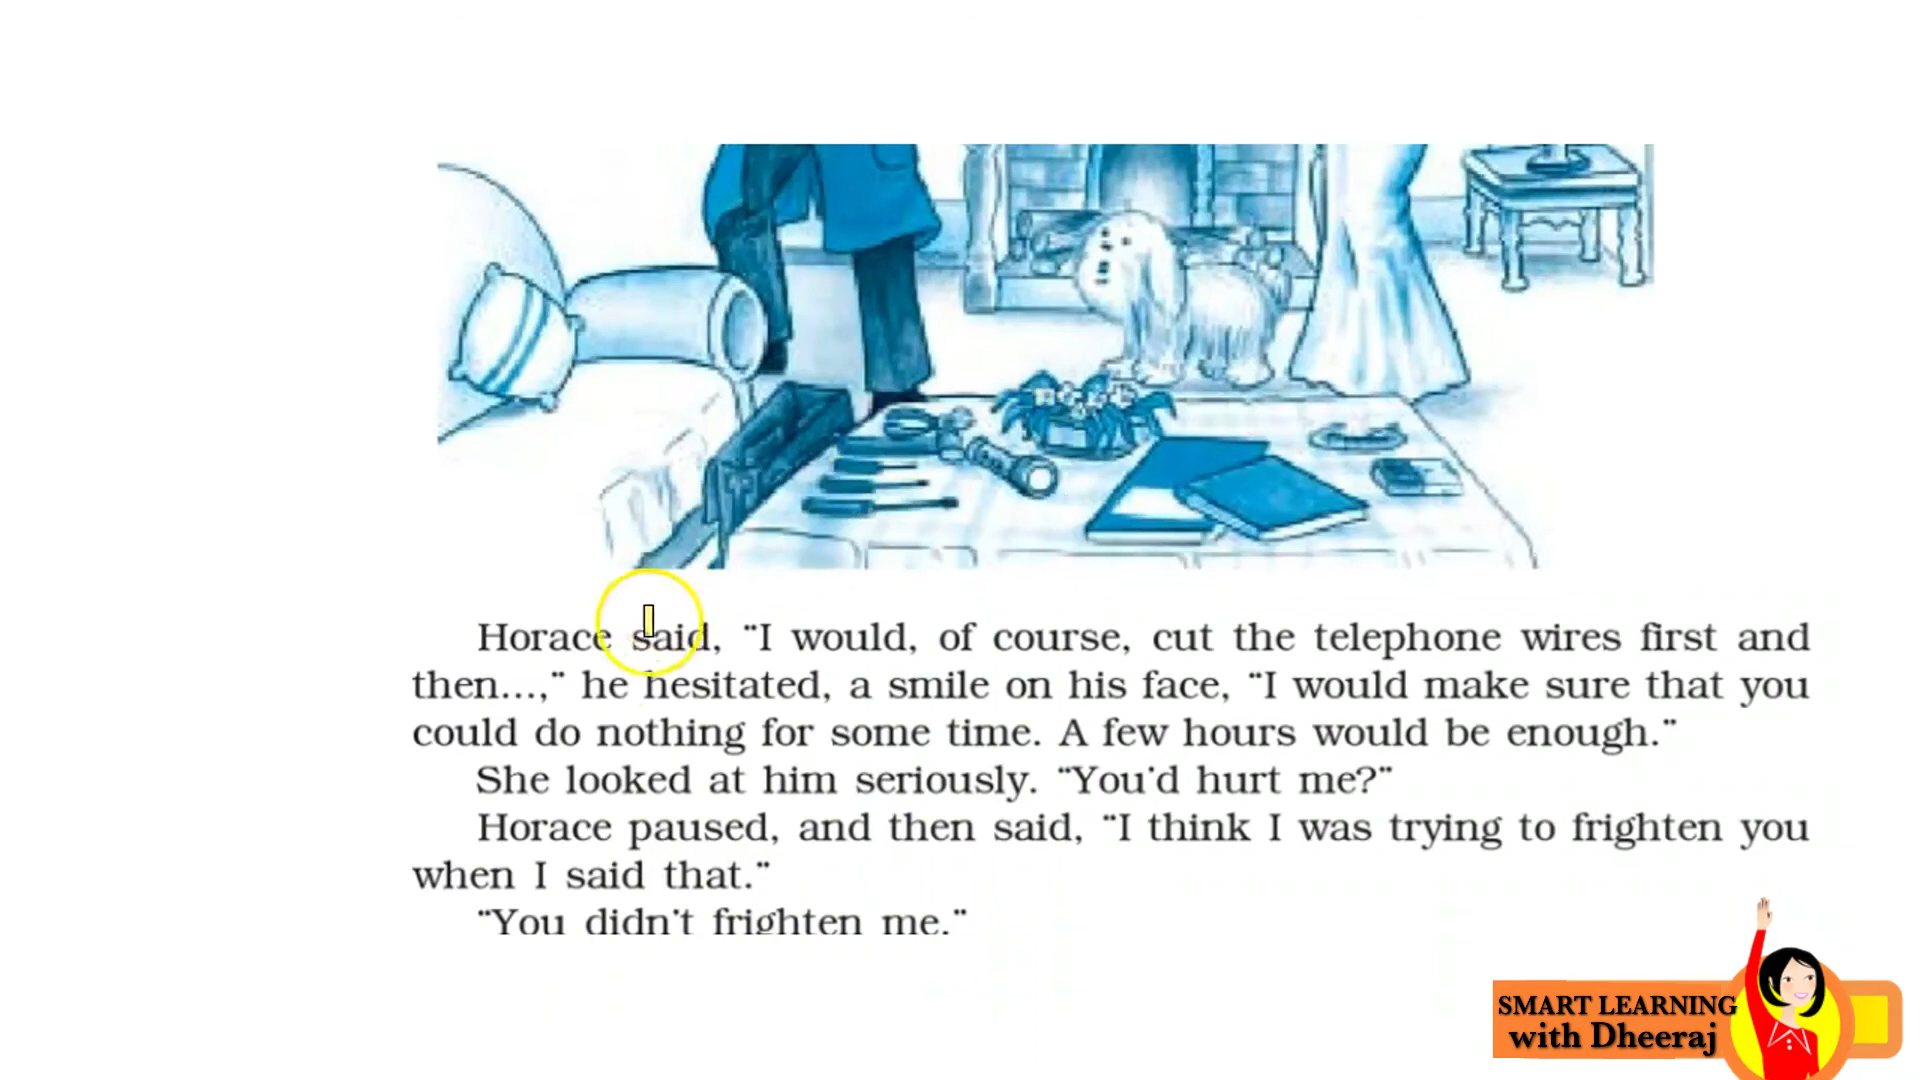 Horace said, “I would, of course, cut the telephone wires first and
then...,” he hesitated, a smile on his face, “I would make sure that you
could do nothing for some time. A few hours would be enough.”
She looked at him seriously. “You’d hurt me?”
Horace paused, and then said, “I think I was trying to frighten you
when I said that.”
“You didn’t frighten me.”
SMART LEARNING
with Dheeraj